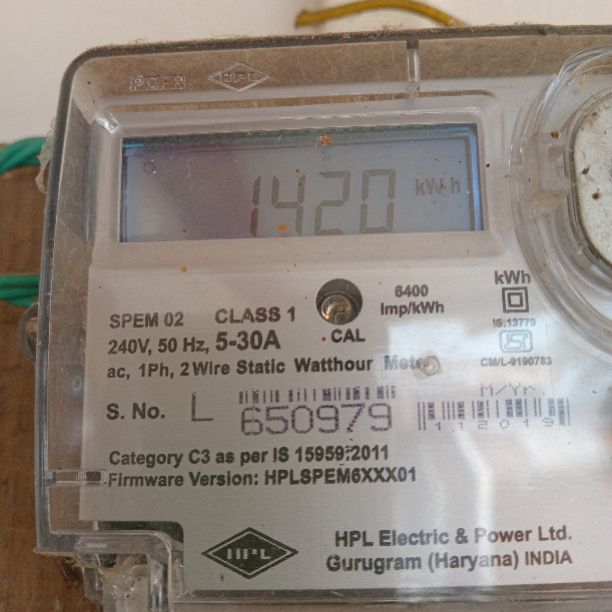 HPL
1420 kWh
6400
Imp/kWh
kWh
SPEM 02 CLASS 1
240V, 50 Hz, 5-30A
CAL
IS.13779
ISI
CM/L-9190783
ac, 1Ph, 2 Wire Static Watthour Meter
M/Yr
S. No. L 650979
112019
Category C3 as per IS 15959:2011
Firmware Version: HPLSPEM6XXX01
HPL
HPL Electric & Power Ltd.
Gurugram (Haryana) INDIA